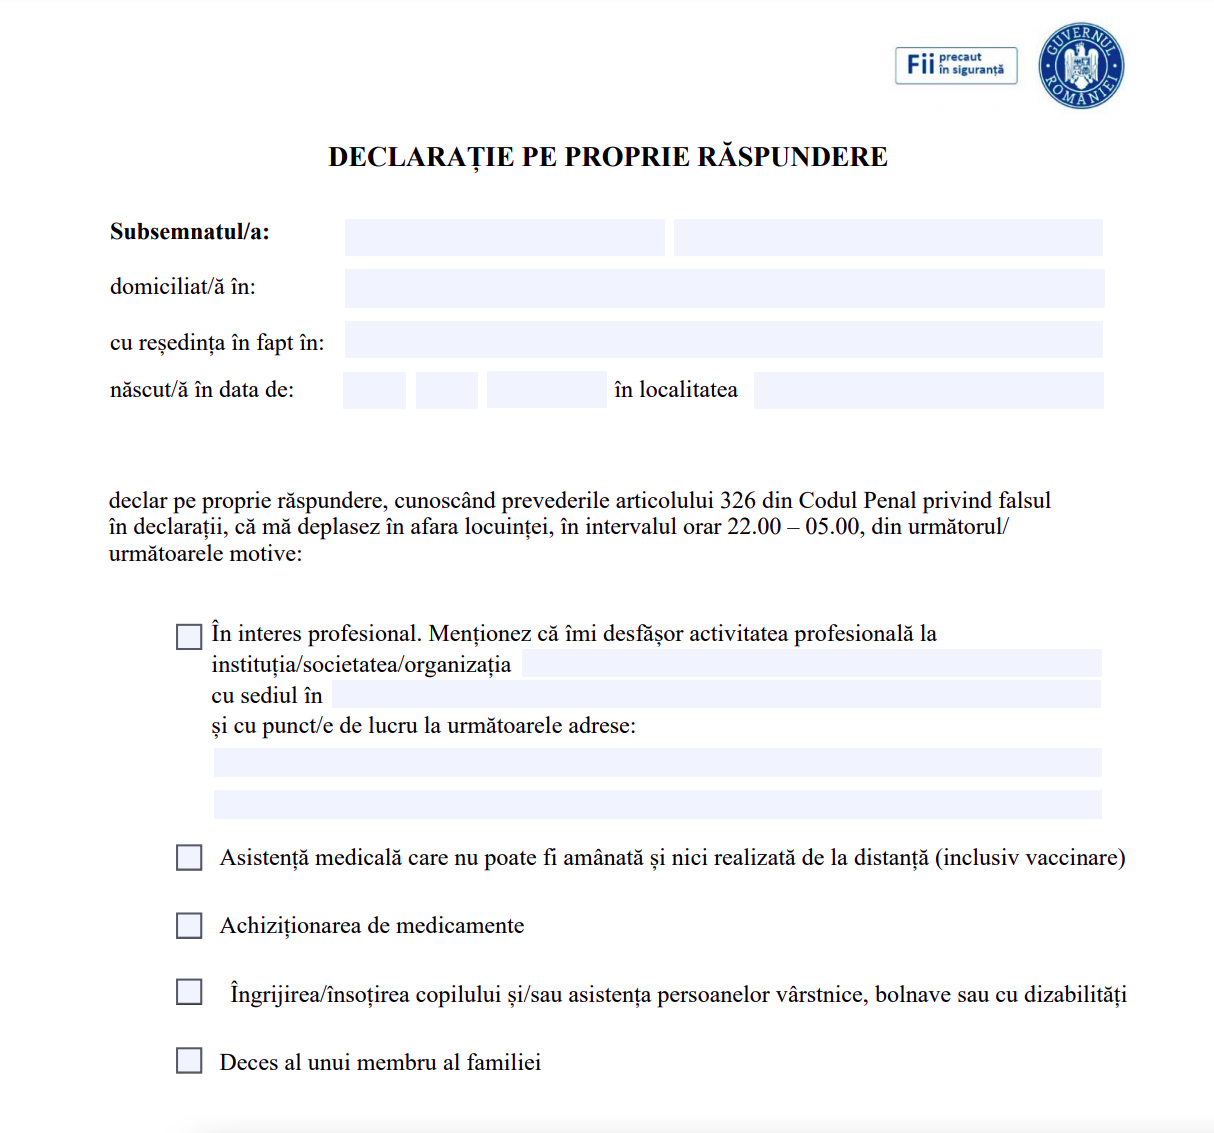 Fii precaut
în siguranță
GUVERNUL ROMÂNIEI
DECLARAȚIE PE PROPRIE RĂSPUNDERE
Subsemnatul/a:
domiciliat/ă în:
cu reședința în fapt în:
născut/ă în data de: în localitatea
declar pe proprie răspundere, cunoscând prevederile articolului 326 din Codul Penal privind falsul
în declarații, că mă deplasez în afara locuinței, în intervalul orar 22.00 – 05.00, din următorul/
următoarele motive:
În interes profesional. Menționez că îmi desfășor activitatea profesională la
instituția/societatea/organizația
cu sediul în
și cu punct/e de lucru la următoarele adrese:
Asistență medicală care nu poate fi amânată și nici realizată de la distanță (inclusiv vaccinare)
Achiziționarea de medicamente
Îngrijirea/însoțirea copilului și/sau asistența persoanelor vârstnice, bolnave sau cu dizabilități
Deces al unui membru al familiei